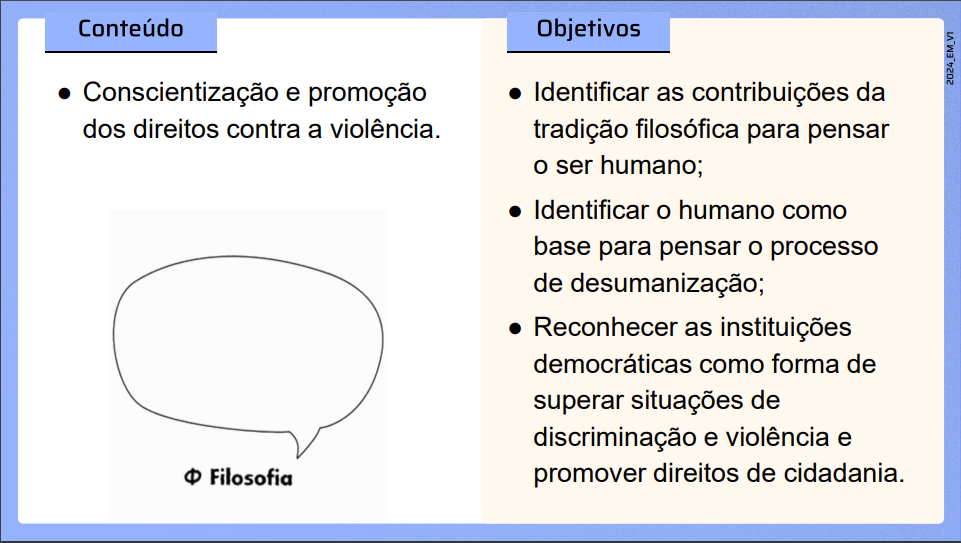 Conteúdo
● Conscientização e promoção
dos direitos contra a violência.
Φ Filosofia
Objetivos
● Identificar as contribuições da
tradição filosófica para pensar
o ser humano;
● Identificar o humano como
base para pensar o processo
de desumanização;
● Reconhecer as instituições
democráticas como forma de
superar situações de
discriminação e violência e
promover direitos de cidadania.
2024_EM_V1